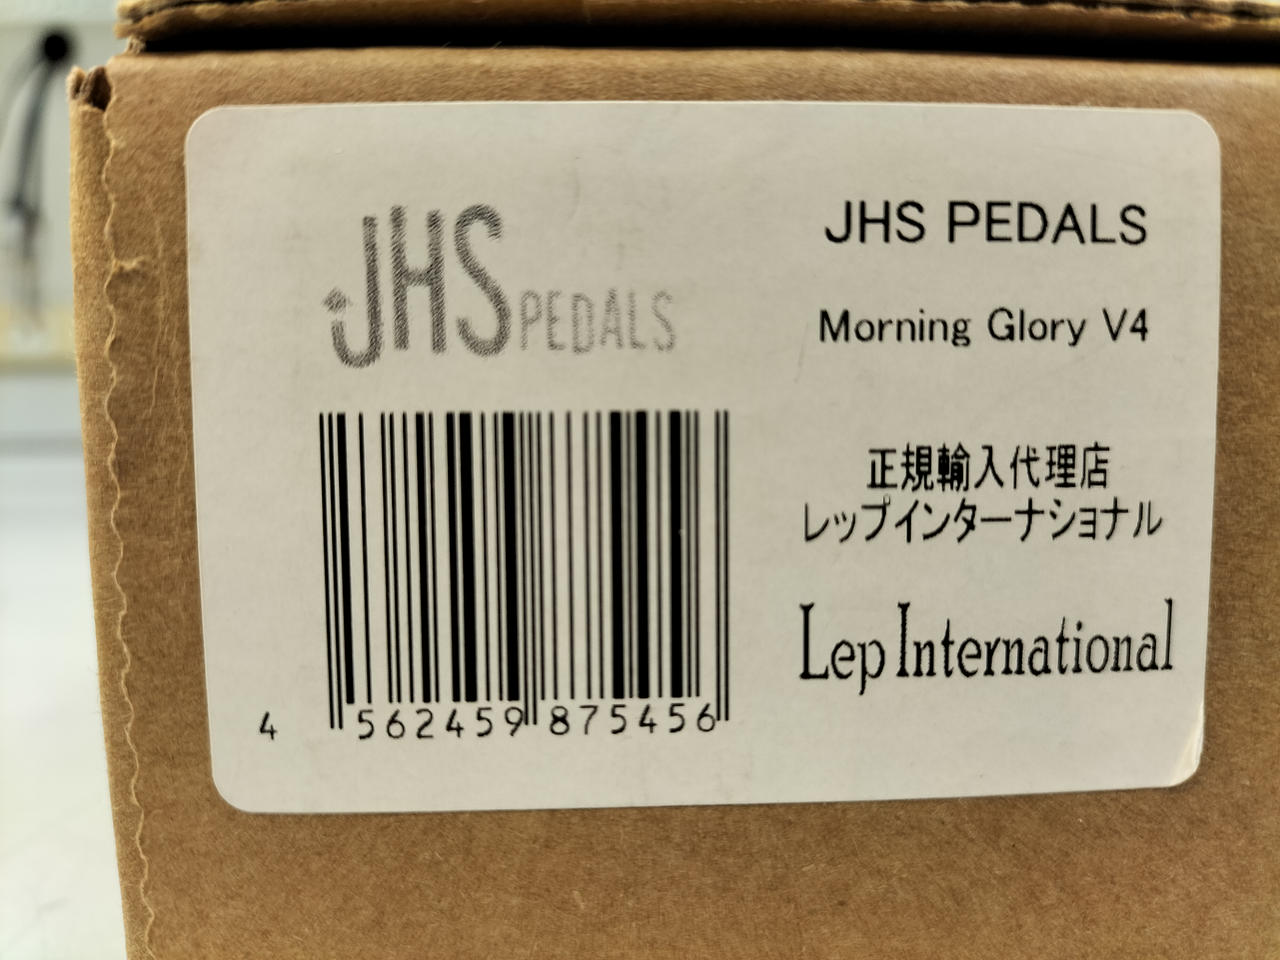 JHS PEDALS
JHS PEDALS
Morning Glory V4
正規輸入代理店
レップインターナショナル
Lep International
4 562459 875456